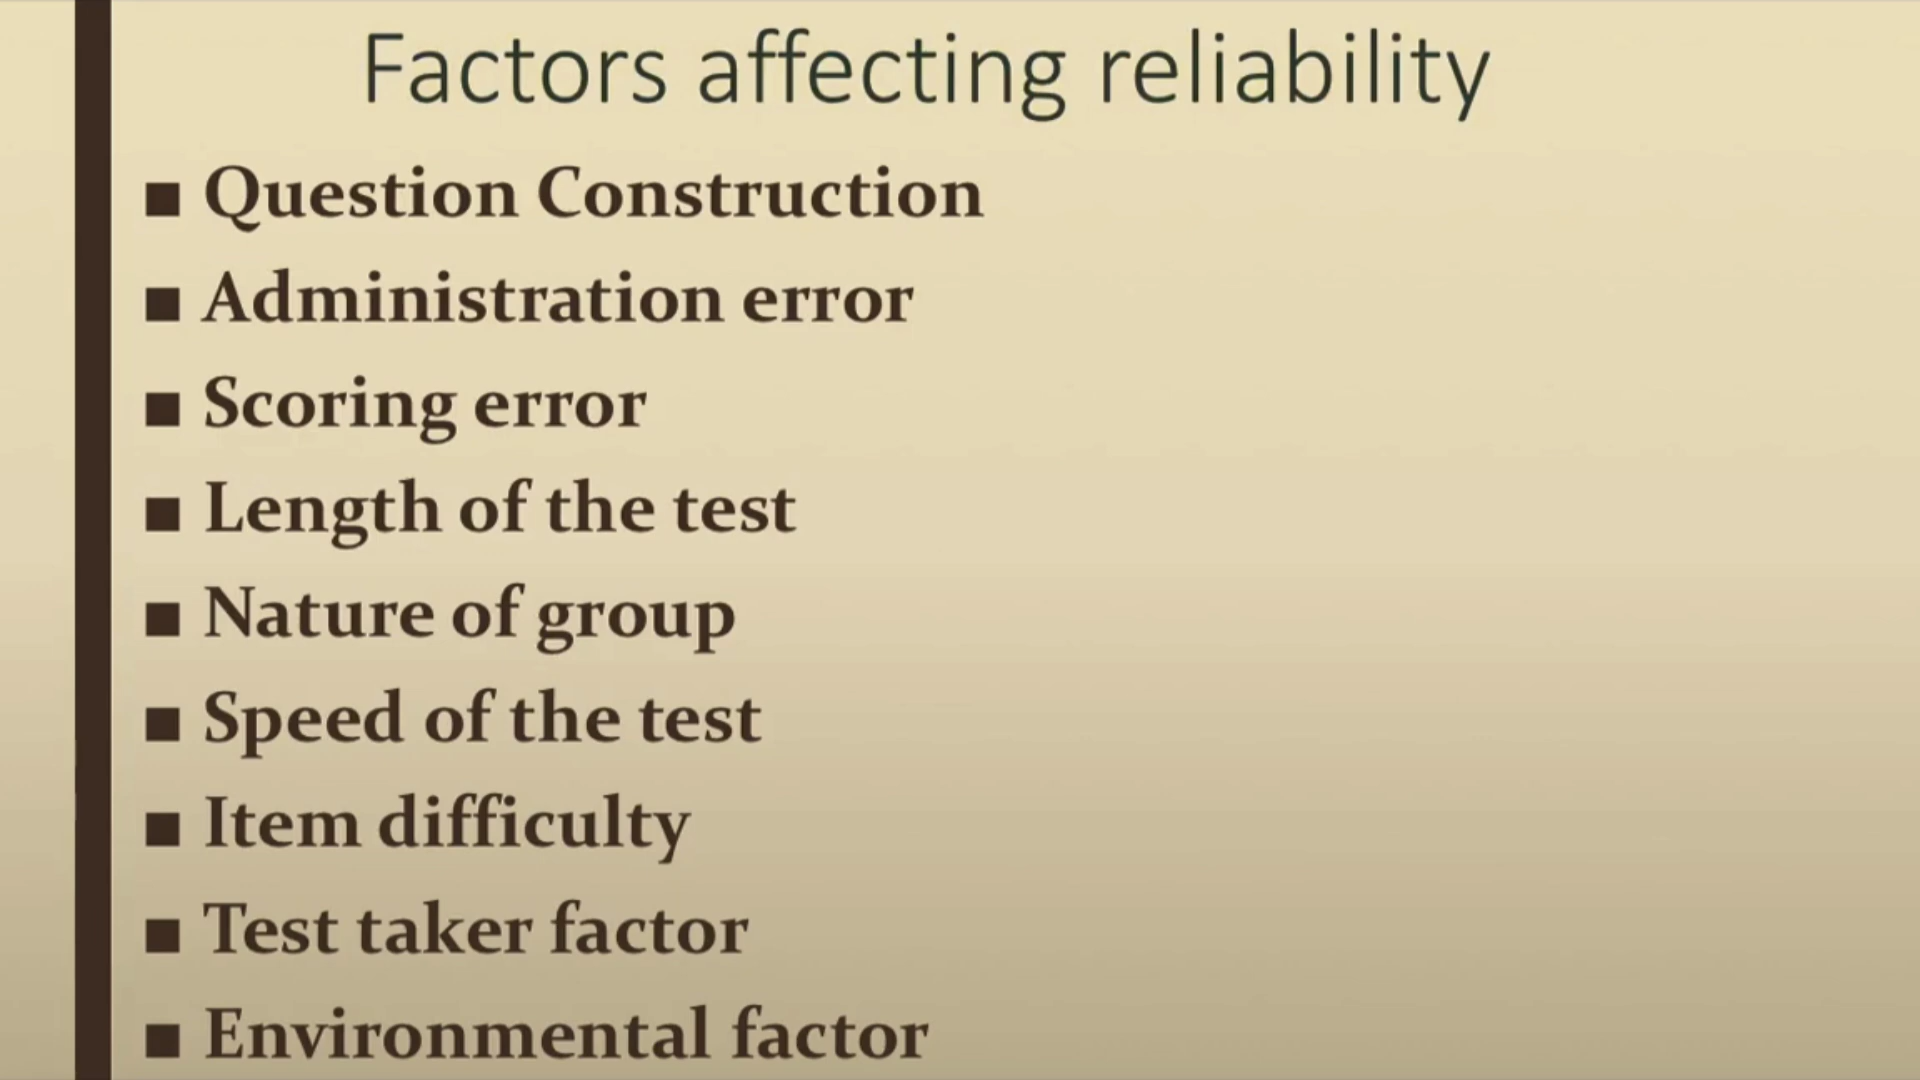 Factors affecting reliability
■ Question Construction
■ Administration error
■ Scoring error
■ Length of the test
■ Nature of group
■ Speed of the test
■ Item difficulty
■ Test taker factor
■ Environmental factor